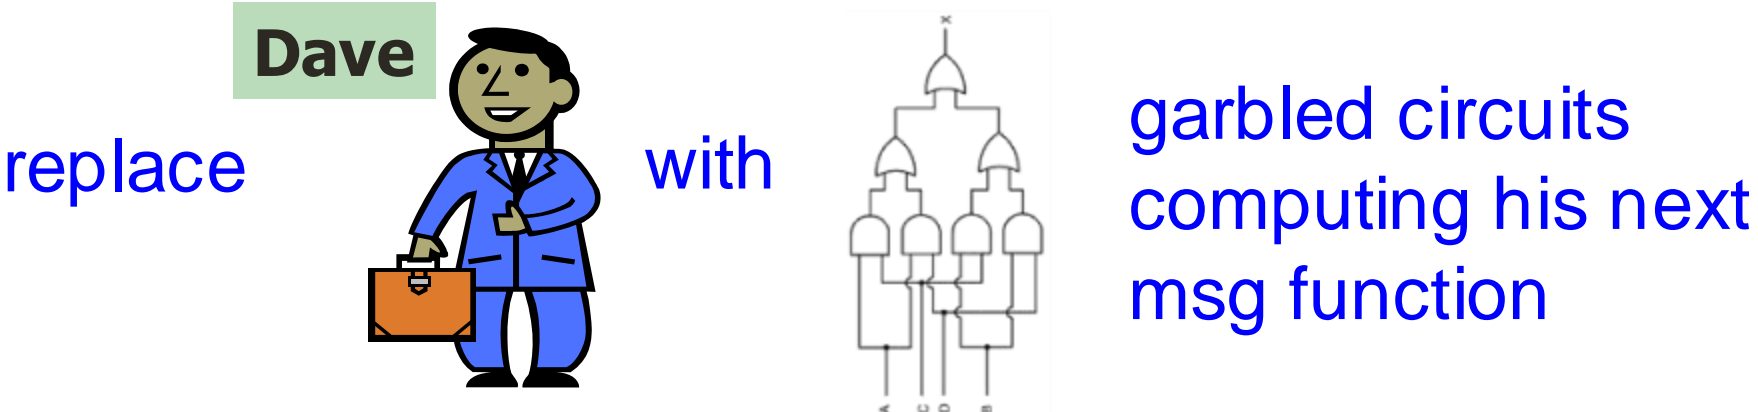 Dave
replace
with
garbled circuits
computing his next
msg function
X
A
C
D
B